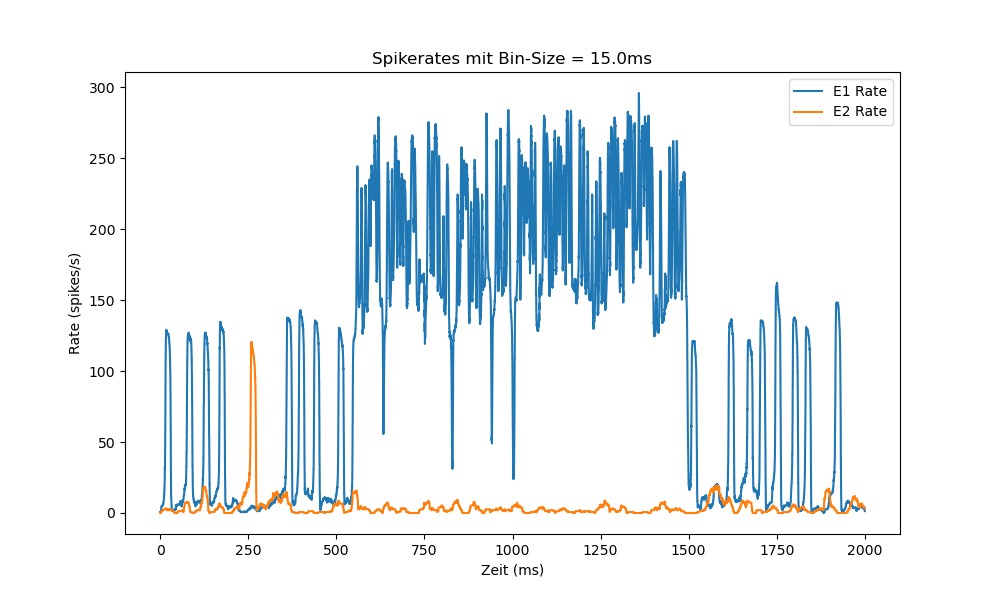 Spikerates mit Bin-Size = 15.0ms
E1 Rate
E2 Rate
300
250
200
150
100
50
0
Rate (spikes/s)
0 250 500 750 1000 1250 1500 1750 2000
Zeit (ms)